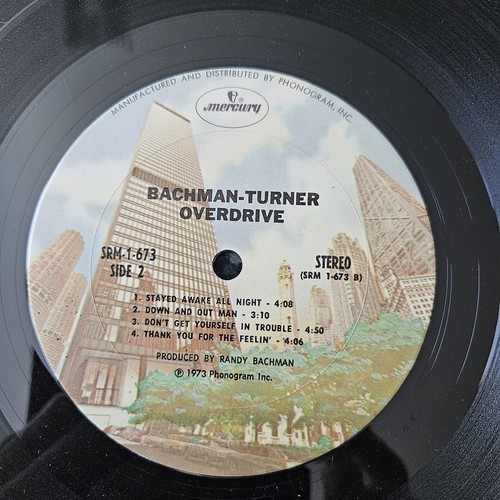 MANUFACTURED AND DISTRIBUTED BY PHONOGRAM, INC.
mercury
®
BACHMAN-TURNER
OVERDRIVE
SRM-1-673
SIDE 2
STEREO
(SRM 1-673 B)
1. STAYED AWAKE ALL NIGHT - 4:08
2. DOWN AND OUT MAN - 3:10
3. DON'T GET YOURSELF IN TROUBLE - 4:50
4. THANK YOU FOR THE FEELIN' - 4:06
PRODUCED BY RANDY BACHMAN
℗ 1973 Phonogram Inc.